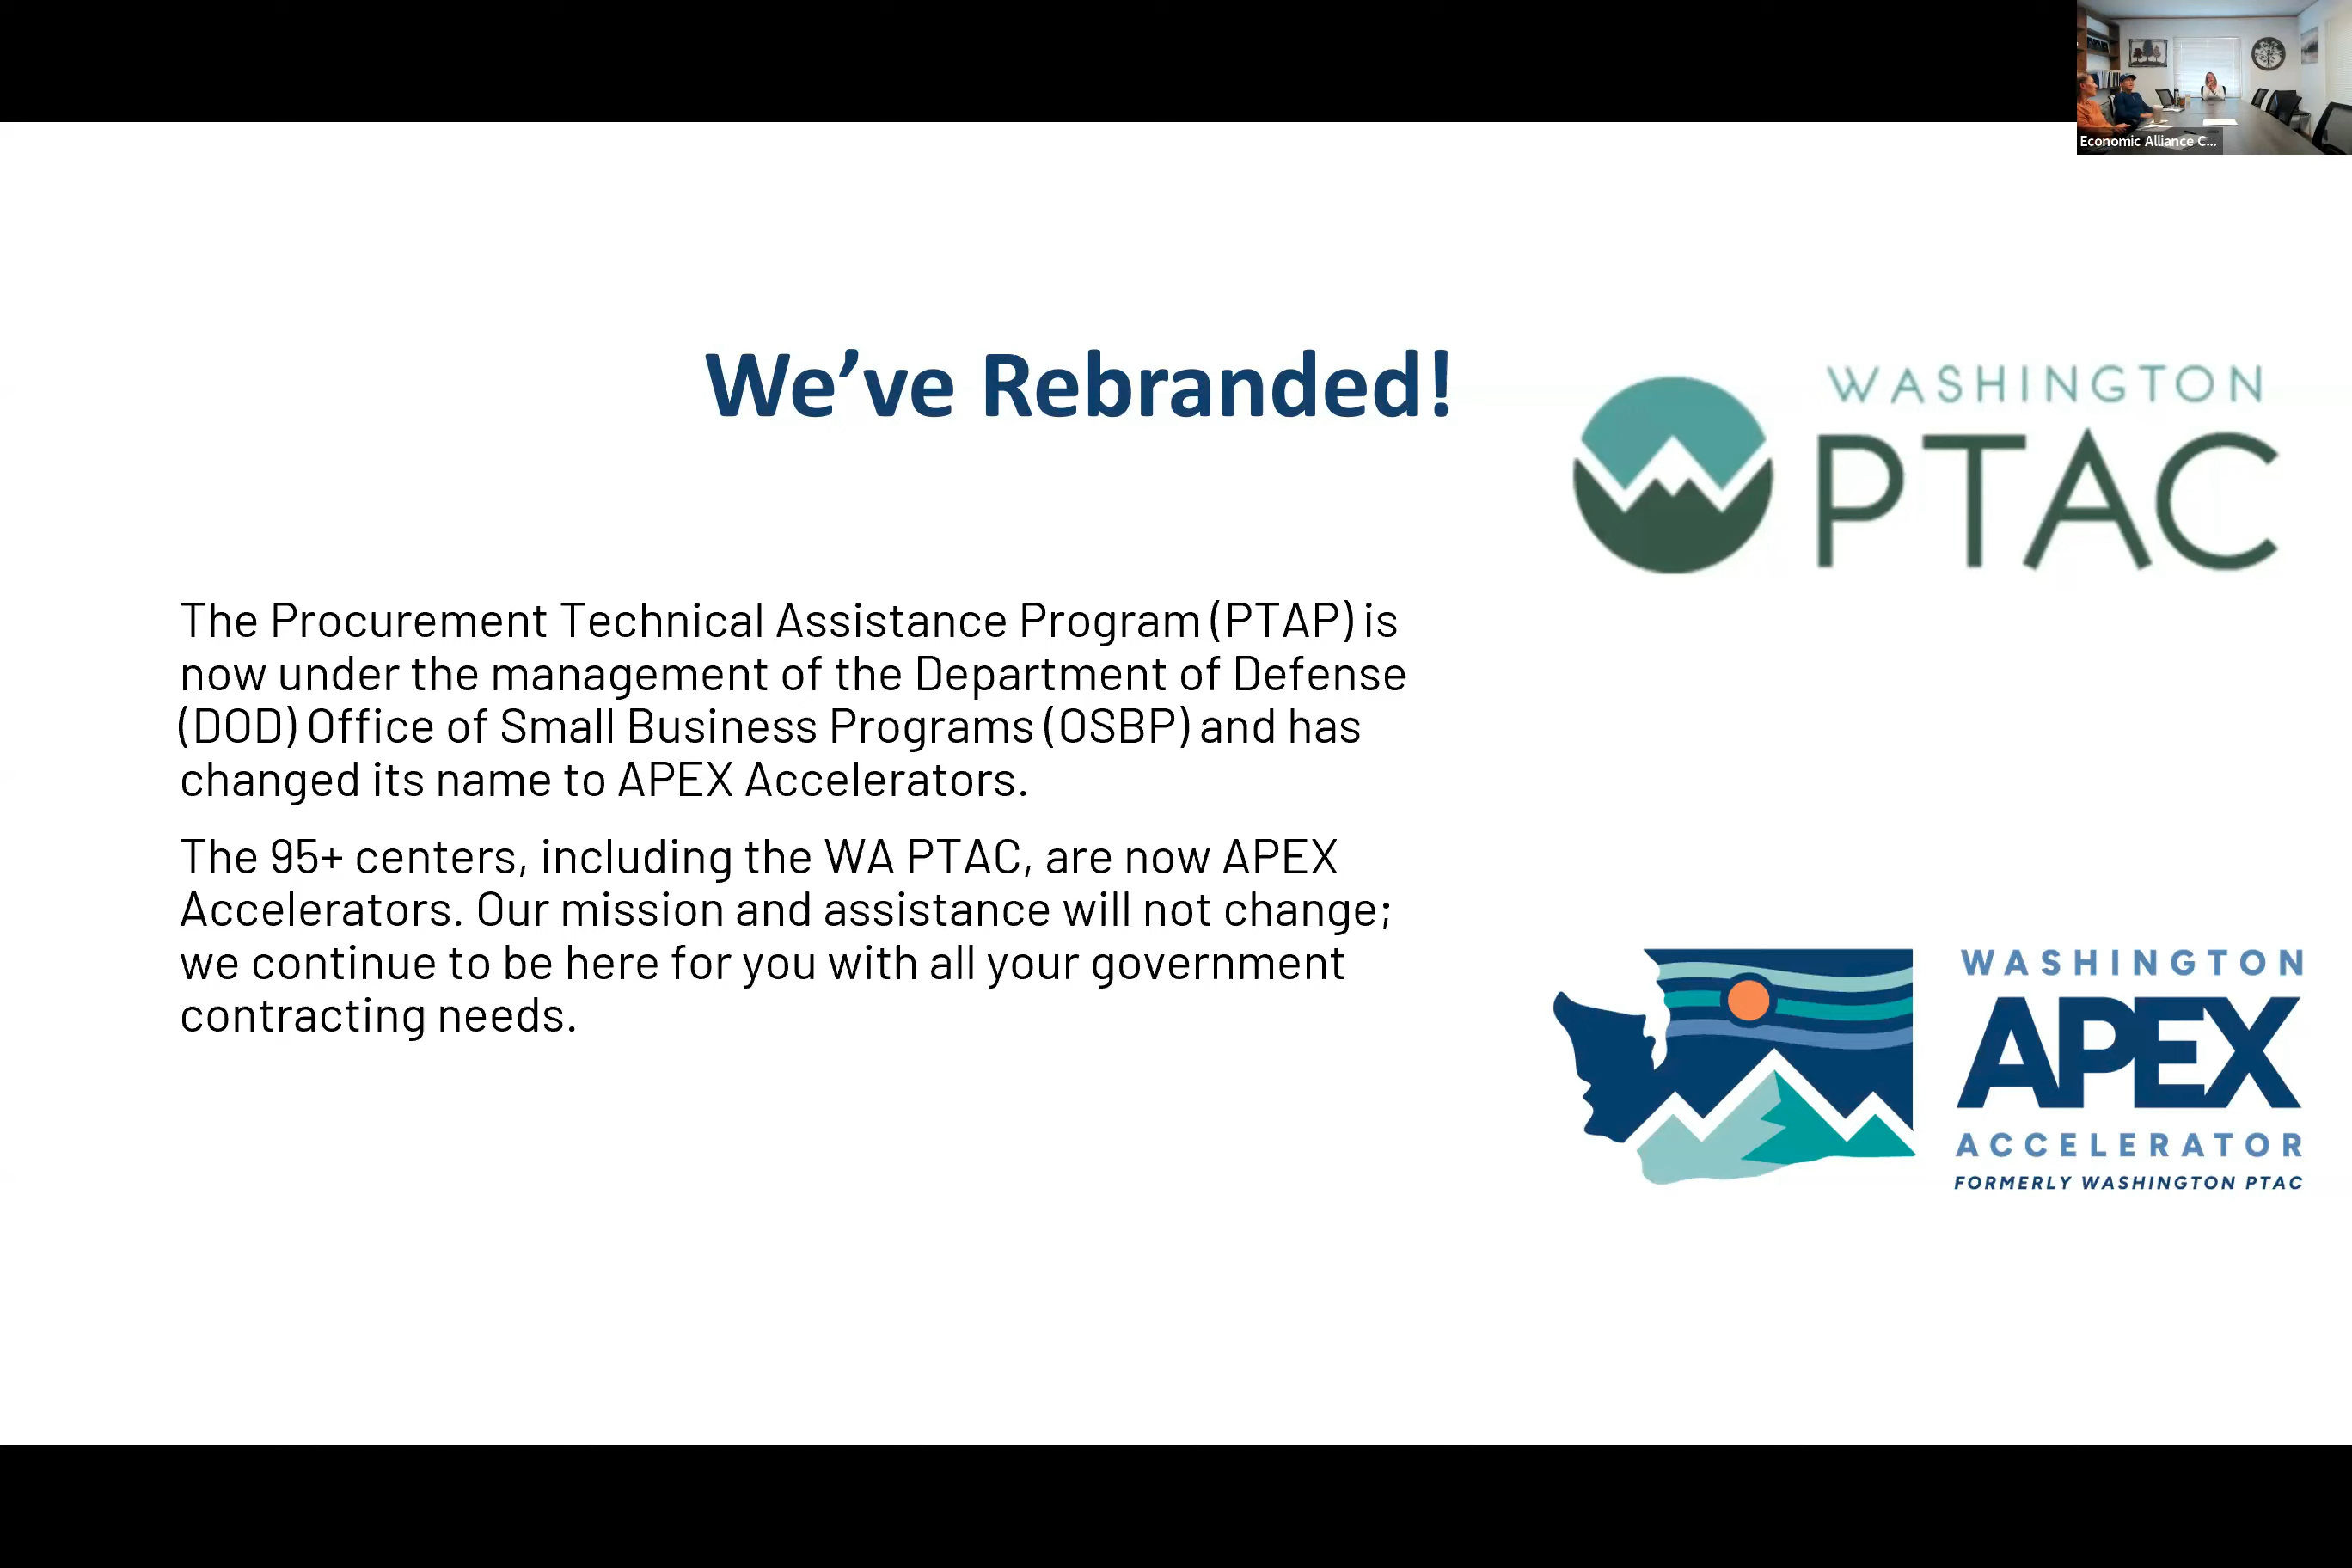 Economic Alliance C...
We’ve Rebranded!
WASHINGTON
PTAC
The Procurement Technical Assistance Program (PTAP) is
now under the management of the Department of Defense
(DOD) Office of Small Business Programs (OSBP) and has
changed its name to APEX Accelerators.
The 95+ centers, including the WA PTAC, are now APEX
Accelerators. Our mission and assistance will not change;
we continue to be here for you with all your government
contracting needs.
WASHINGTON
APEX
ACCELERATOR
FORMERLY WASHINGTON PTAC